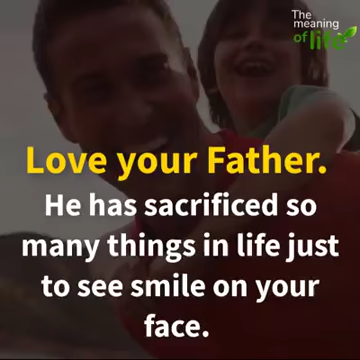 The
meaning
of life
Love your Father.
He has sacrificed so
many things in life just
to see smile on your
face.